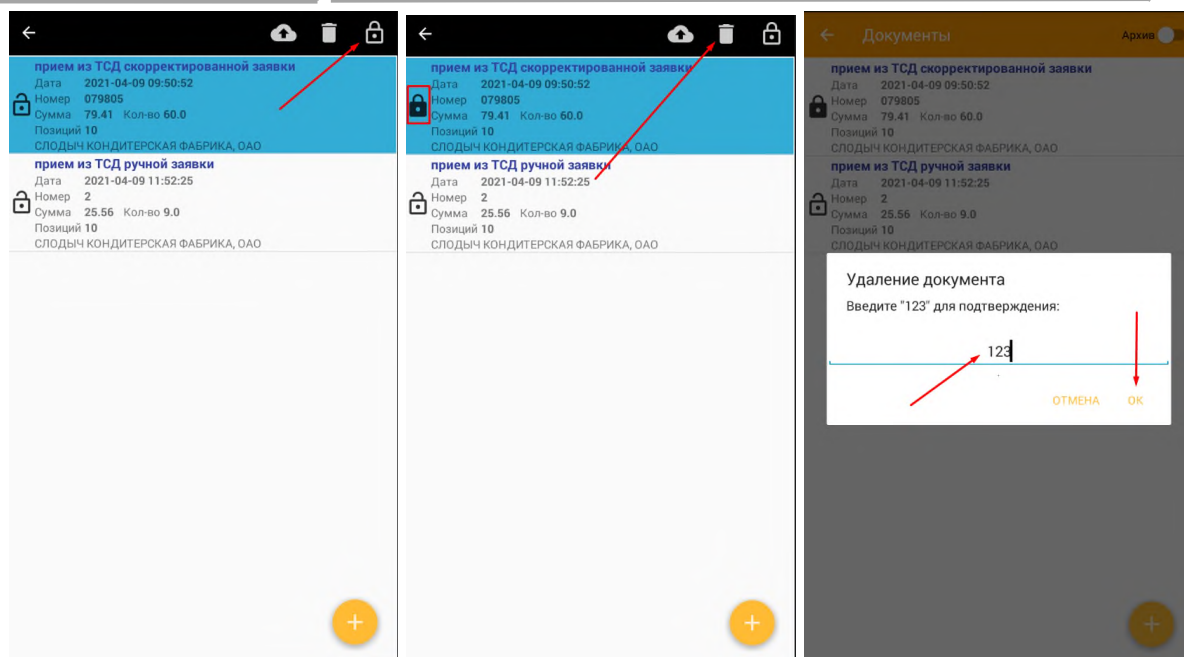 прием из ТСД скорректированной заявки
Дата 2021-04-09 09:50:52
Номер 079805
Сумма 79.41 Кол-во 60.0
Позиций 10
СЛОДЫЧ КОНДИТЕРСКАЯ ФАБРИКА, ОАО
прием из ТСД ручной заявки
Дата 2021-04-09 11:52:25
Номер 2
Сумма 25.56 Кол-во 9.0
Позиций 10
СЛОДЫЧ КОНДИТЕРСКАЯ ФАБРИКА, ОАО
прием из ТСД скорректированной заявки
Дата 2021-04-09 09:50:52
Номер 079805
Сумма 79.41 Кол-во 60.0
Позиций 10
СЛОДЫЧ КОНДИТЕРСКАЯ ФАБРИКА, ОАО
прием из ТСД ручной заявки
Дата 2021-04-09 11:52:25
Номер 2
Сумма 25.56 Кол-во 9.0
Позиций 10
СЛОДЫЧ КОНДИТЕРСКАЯ ФАБРИКА, ОАО
Документы Архив
прием из ТСД скорректированной заявки
Дата 2021-04-09 09:50:52
Номер 079805
Сумма 79.41 Кол-во 60.0
Позиций 10
СЛОДЫЧ КОНДИТЕРСКАЯ ФАБРИКА, ОАО
прием из ТСД ручной заявки
Дата 2021-04-09 11:52:25
Номер 2
Сумма 25.56 Кол-во 9.0
Позиций 10
СЛОДЫЧ КОНДИТЕРСКАЯ ФАБРИКА, ОАО
Удаление документа
Введите "123" для подтверждения:
123
ОТМЕНА ОК